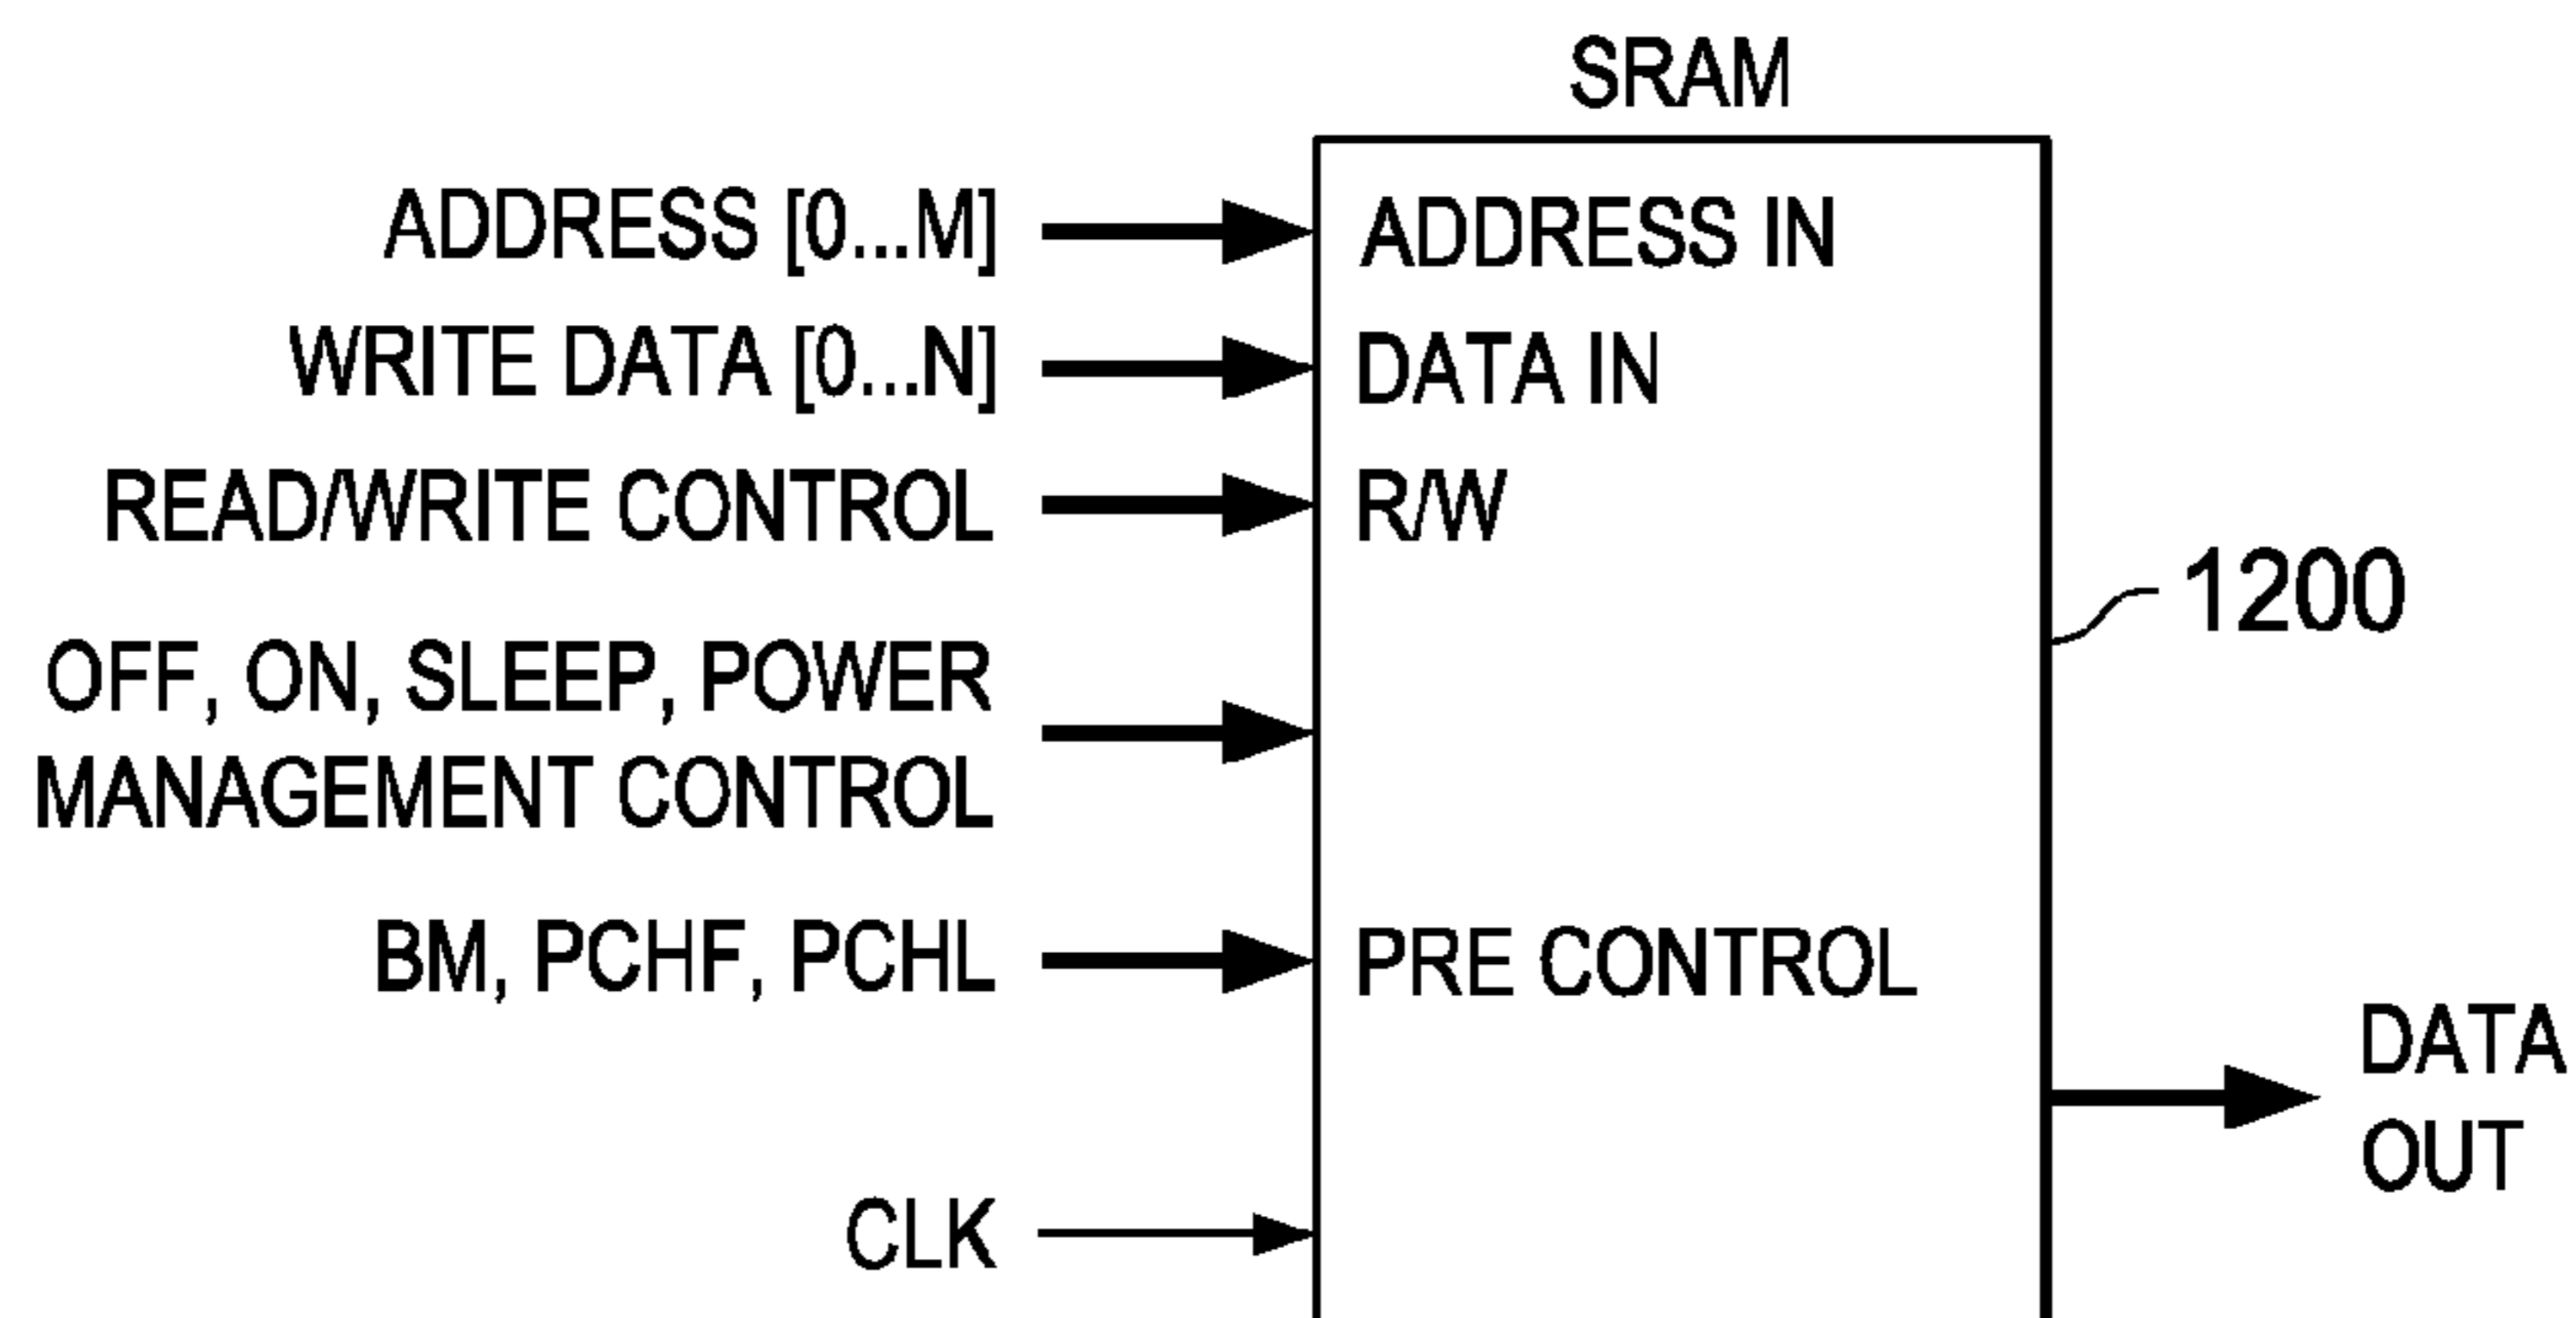 SRAM
ADDRESS [0...M]
ADDRESS IN
WRITE DATA [0...N]
DATA IN
READ/WRITE CONTROL
R/W
1200
OFF, ON, SLEEP, POWER
MANAGEMENT CONTROL
BM, PCHF, PCHL
PRE CONTROL
DATA
OUT
CLK